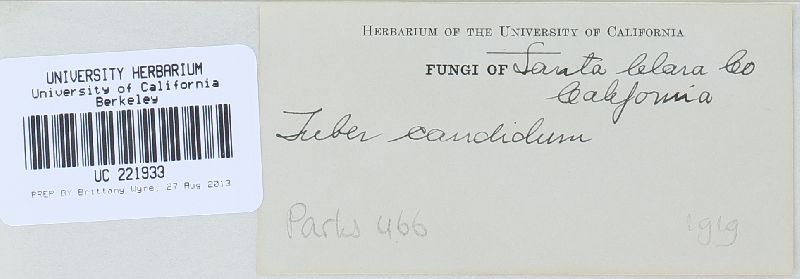 UNIVERSITY HERBARIUM
University of California
Berkeley
UC 221933
PREP BY Brittany Wyre, 27 Aug 2013
HERBARIUM OF THE UNIVERSITY OF CALIFORNIA
FUNGI OF Santa Clara Co
California
Tuber candidum
Parks 466
1919